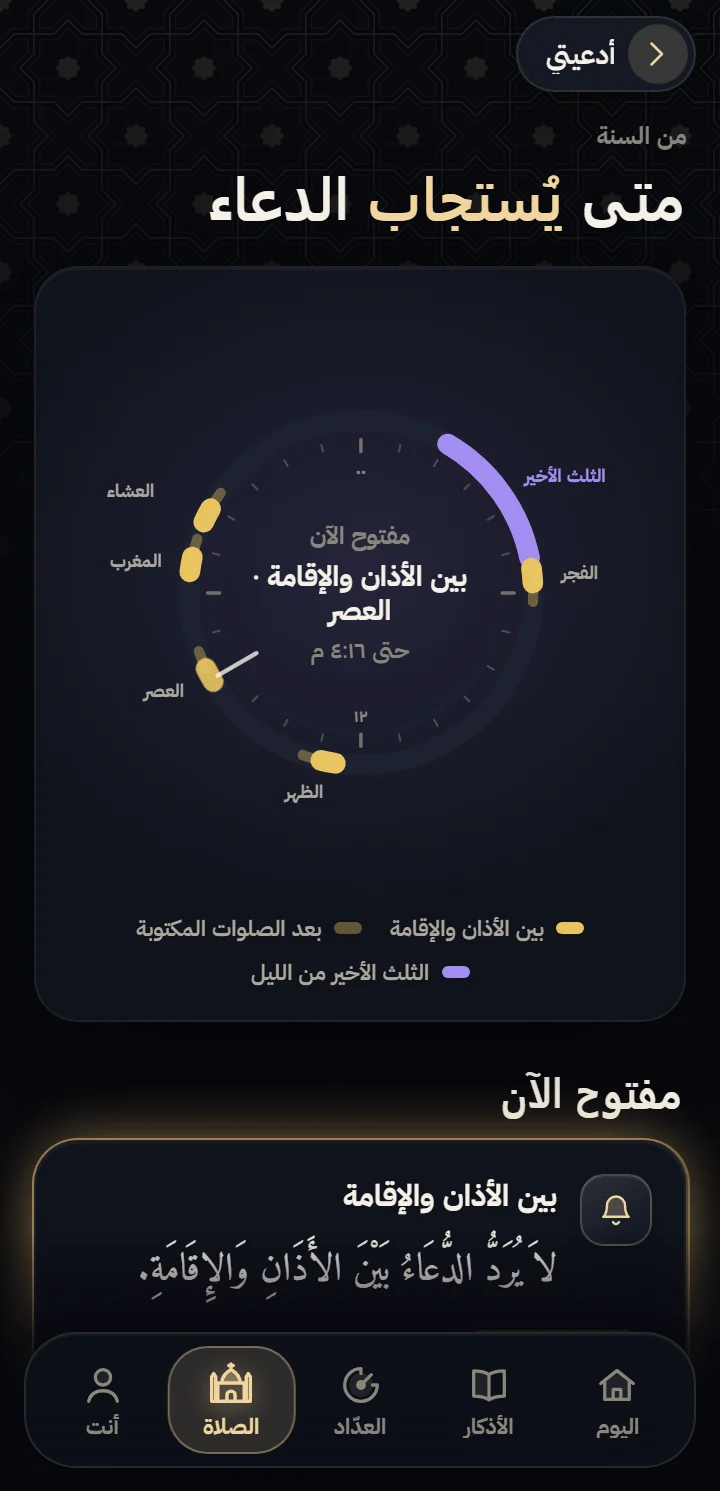 أدعيتي
من السنة
متى يُستجاب الدعاء
الثلث الأخير
العشاء
المغرب
الفجر
مفتوح الآن
بين الأذان والإقامة ·
العصر
حتى ٤:١٦ م
العصر
١٢
الظهر
بين الأذان والإقامة
بعد الصلوات المكتوبة
الثلث الأخير من الليل
مفتوح الآن
بين الأذان والإقامة
لاَ يُرَدُّ الدُّعَاءُ بَيْنَ الأَذَانِ وَالإِقَامَةِ.
اليوم
الأذكار
العدّاد
الصلاة
أنت